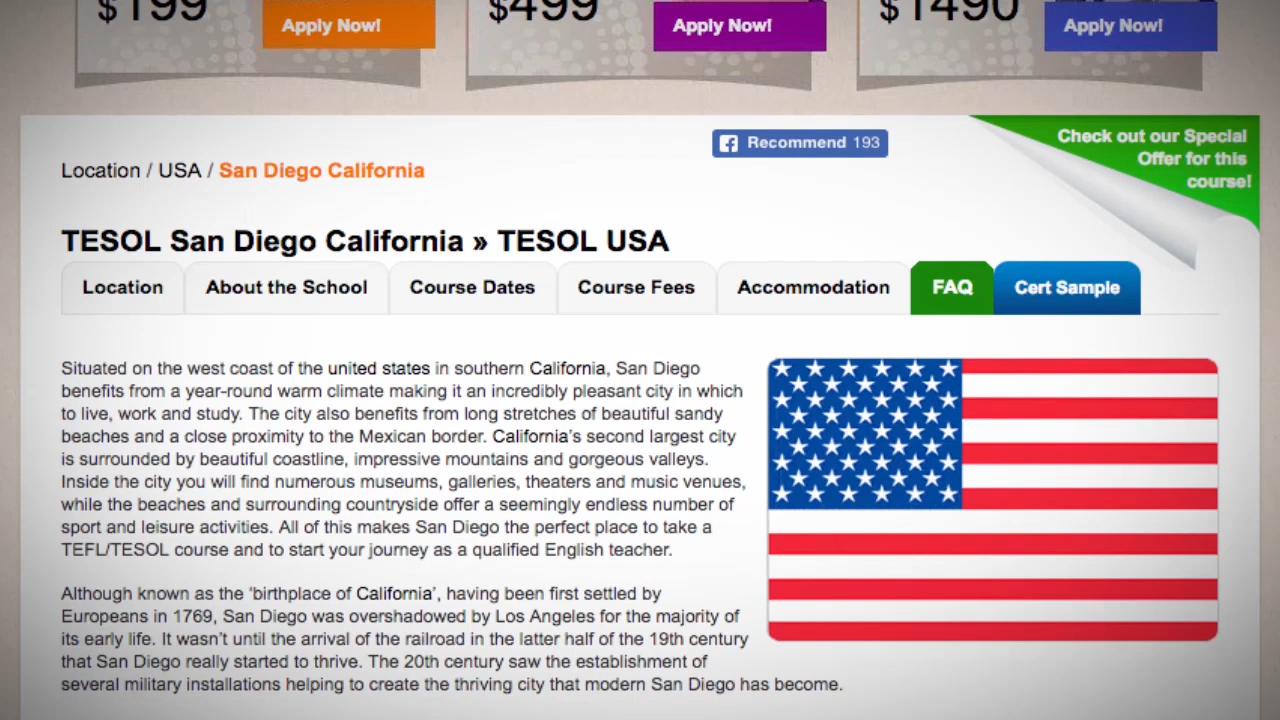 $199
$499
$1490
Apply Now!
Apply Now!
Apply Now!
Check out our Special
Offer for this
course!
Recommend 193
Location / USA / San Diego California
TESOL San Diego California » TESOL USA
Location
About the School
Course Dates
Course Fees
Accommodation
FAQ
Cert Sample
Situated on the west coast of the united states in southern California, San Diego
benefits from a year-round warm climate making it an incredibly pleasant city in which
to live, work and study. The city also benefits from long stretches of beautiful sandy
beaches and a close proximity to the Mexican border. California's second largest city
is surrounded by beautiful coastline, impressive mountains and gorgeous valleys.
Inside the city you will find numerous museums, galleries, theaters and music venues,
while the beaches and surrounding countryside offer a seemingly endless number of
sport and leisure activities. All of this makes San Diego the perfect place to take a
TEFL/TESOL course and to start your journey as a qualified English teacher.
Although known as the 'birthplace of California', having been first settled by
Europeans in 1769, San Diego was overshadowed by Los Angeles for the majority of
its early life. It wasn't until the arrival of the railroad in the latter half of the 19th century
that San Diego really started to thrive. The 20th century saw the establishment of
several military installations helping to create the thriving city that modern San Diego has become.